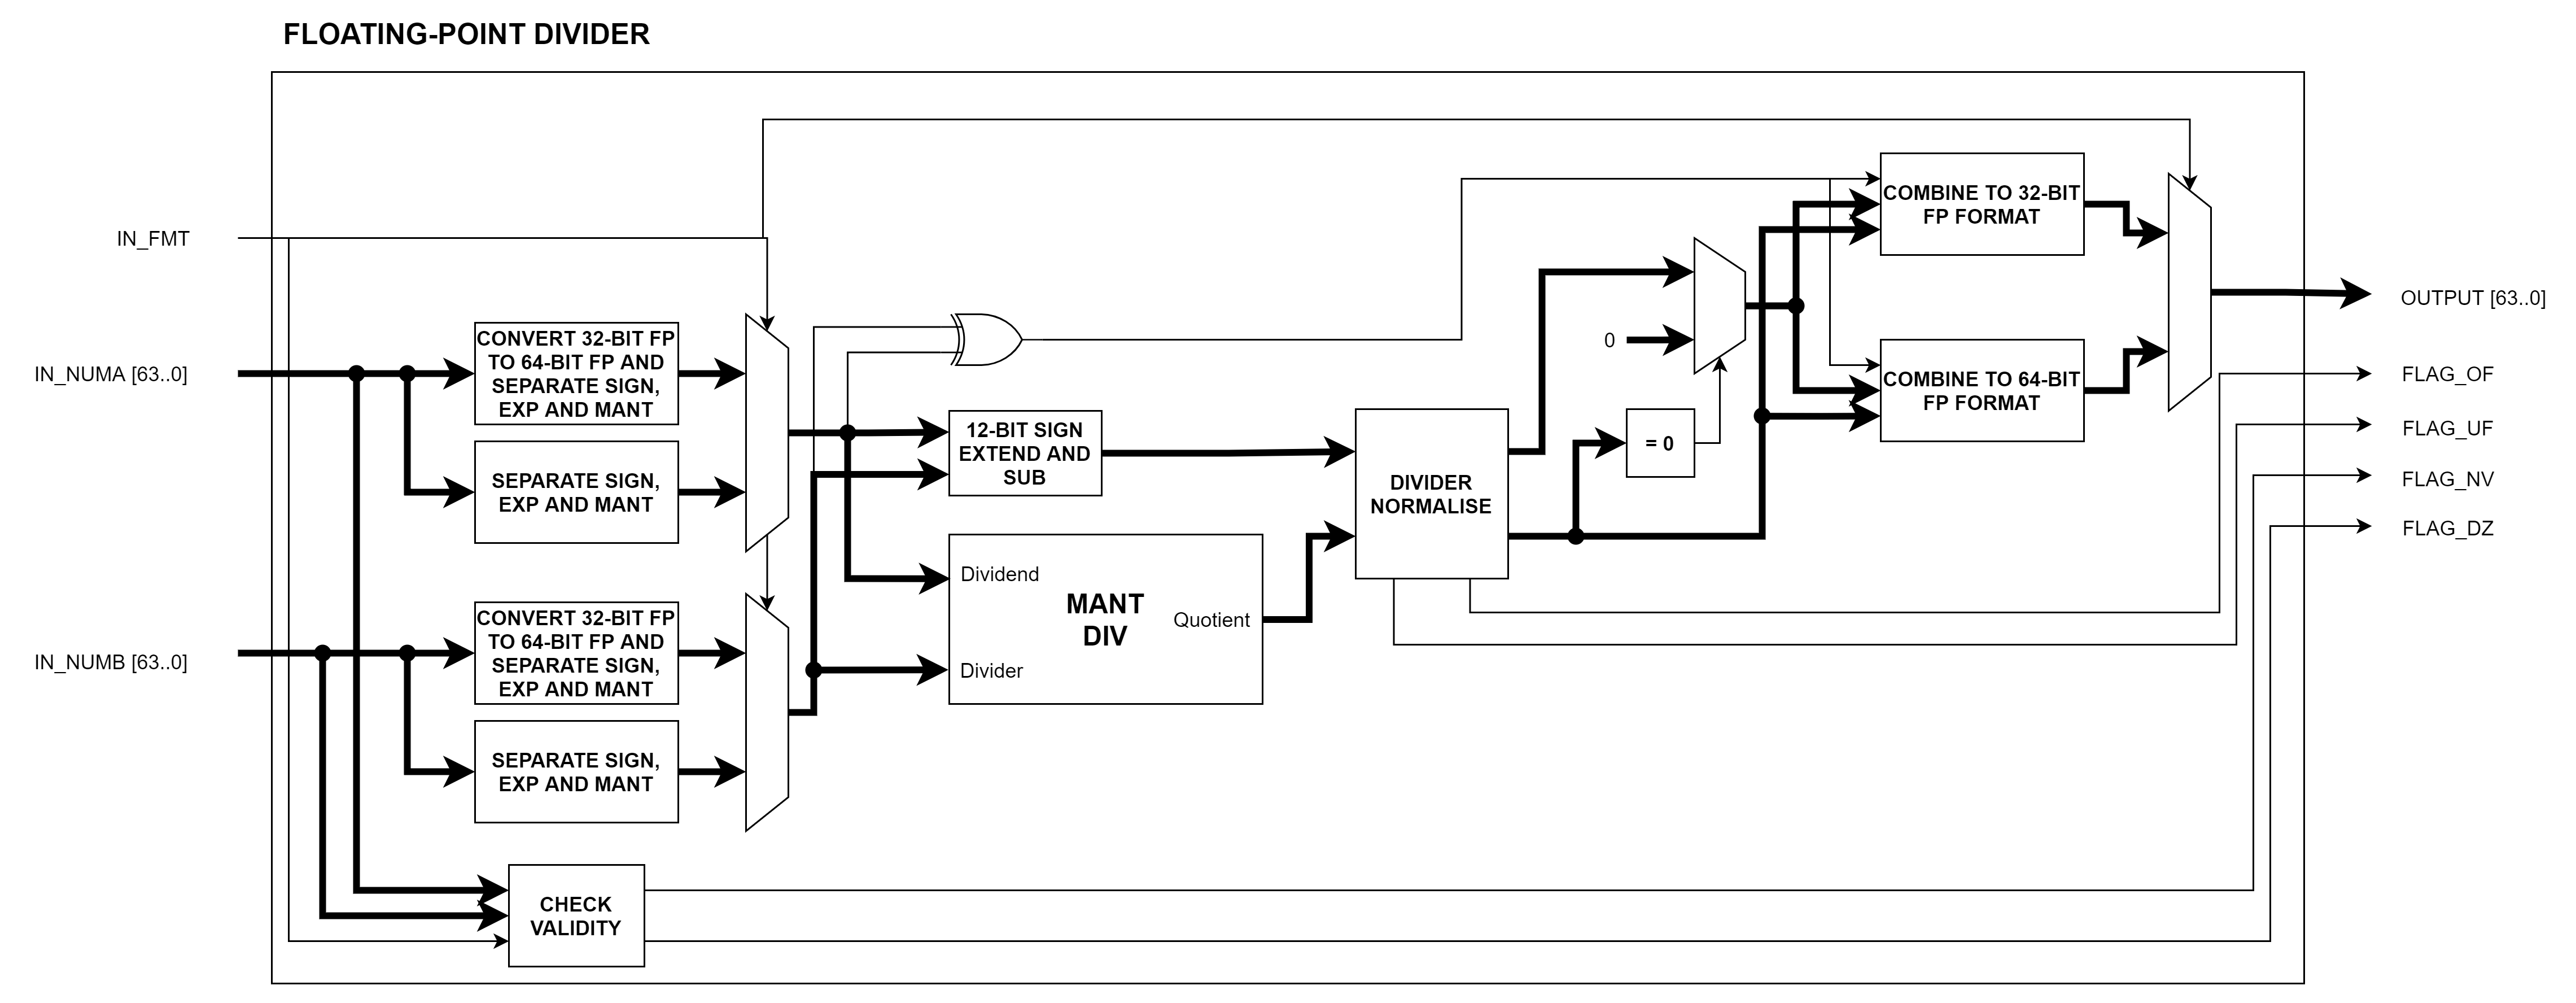 FLOATING-POINT DIVIDER
IN_FMT
IN_NUMA [63..0]
IN_NUMB [63..0]
CONVERT 32-BIT FP
TO 64-BIT FP AND
SEPARATE SIGN,
EXP AND MANT
SEPARATE SIGN,
EXP AND MANT
CONVERT 32-BIT FP
TO 64-BIT FP AND
SEPARATE SIGN,
EXP AND MANT
SEPARATE SIGN,
EXP AND MANT
CHECK
VALIDITY
12-BIT SIGN
EXTEND AND
SUB
Dividend
MANT
DIV
Quotient
Divider
DIVIDER
NORMALISE
0
= 0
COMBINE TO 32-BIT
FP FORMAT
COMBINE TO 64-BIT
FP FORMAT
OUTPUT [63..0]
FLAG_OF
FLAG_UF
FLAG_NV
FLAG_DZ